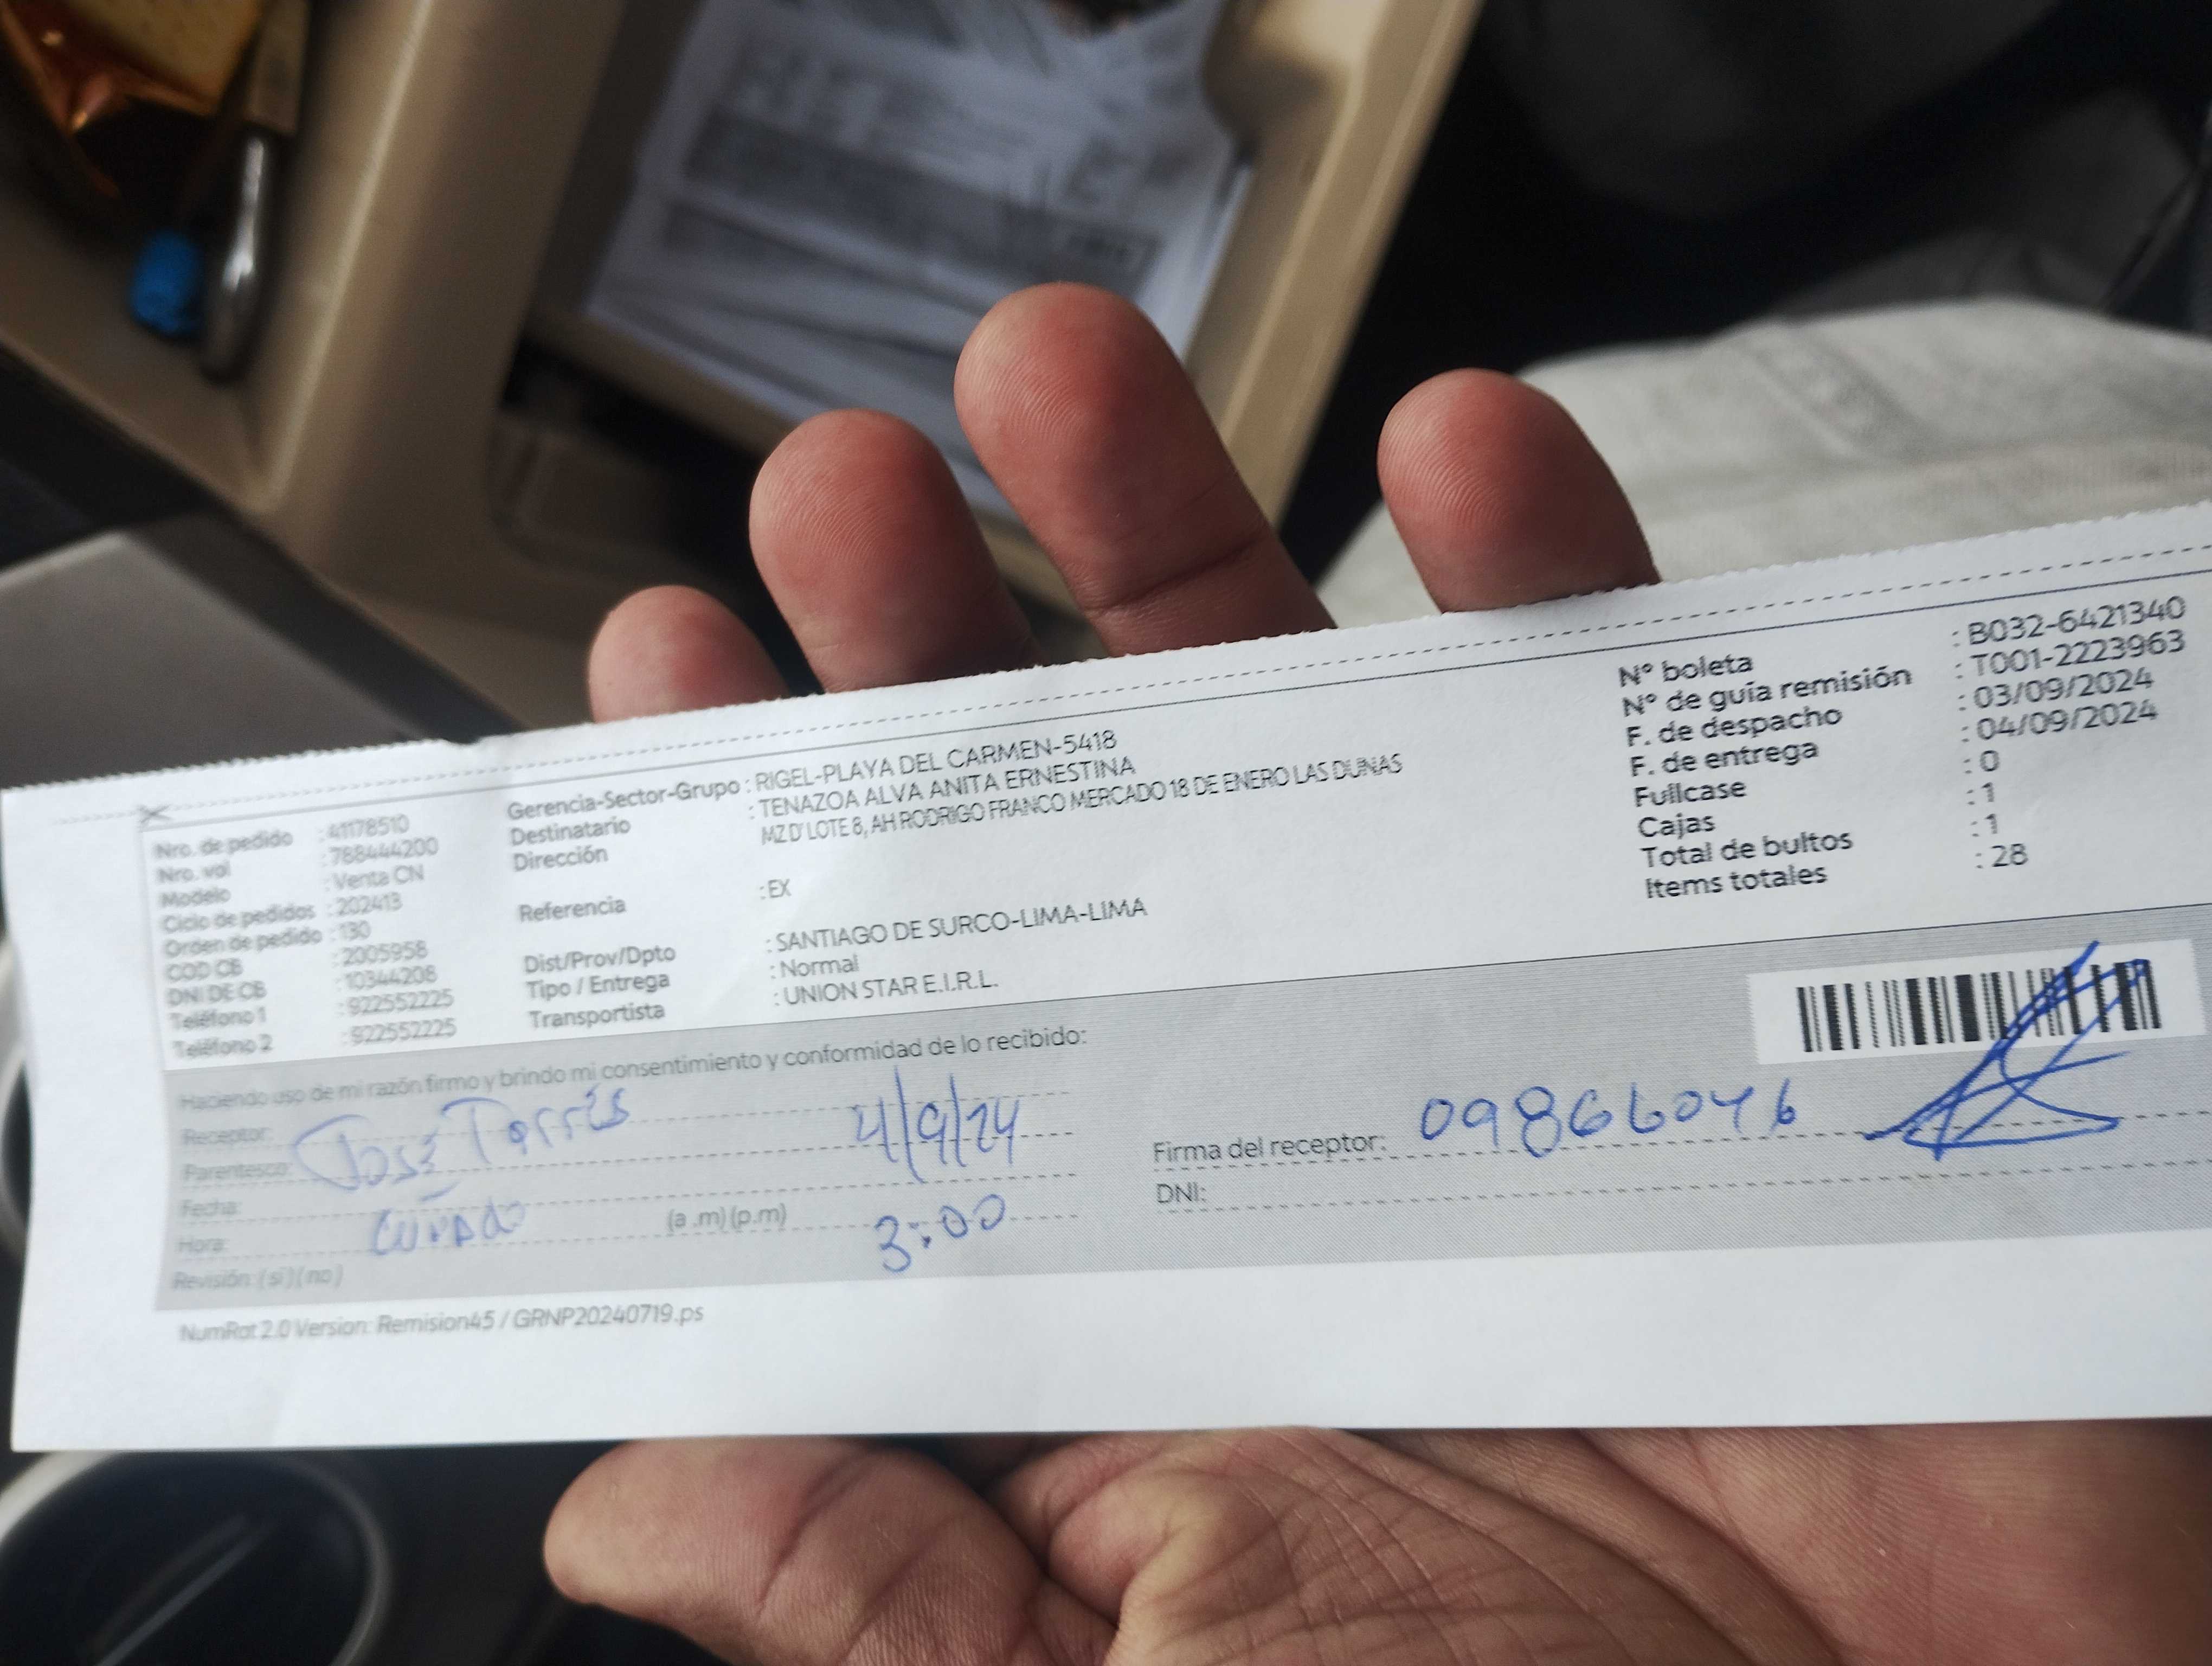 Nro. de pedido : 41178510
Nro. val : 788444200
Modelo : Venta CN
Ciclo de pedidos : 202413
Orden de pedido : 130
COD CB : 2005958
DNI DE CB : 10344208
Teléfono 1 : 922552225
Teléfono 2 : 922552225
Gerencia-Sector-Grupo : RIGEL-PLAYA DEL CARMEN-5418
Destinatario : TENAZOA ALVA ANITA ERNESTINA
Dirección MZ D' LOTE 8, AH RODRIGO FRANCO MERCADO 18 DE ENERO LAS DUNAS
Referencia : EX
Dist/Prov/Dpto : SANTIAGO DE SURCO-LIMA-LIMA
Tipo / Entrega : Normal
Transportista : UNION STAR E.I.R.L.
N° boleta : B032-6421340
N° de guía remisión : T001-2223963
F. de despacho : 03/09/2024
F. de entrega : 04/09/2024
Fullcase : 0
Cajas : 1
Total de bultos : 1
Items totales : 28
Haciendo uso de mi razón firmo y brindo mi consentimiento y conformidad de lo recibido:
Receptor: José Torres
Parentesco:
4/9/24
Fecha:
Hora: (a .m) (p.m) 3:00
Revisión: (si) (no)
Firma del receptor: 09866046
DNI:
NumRat 2.0 Version: Remision45 / GRNP20240719.ps